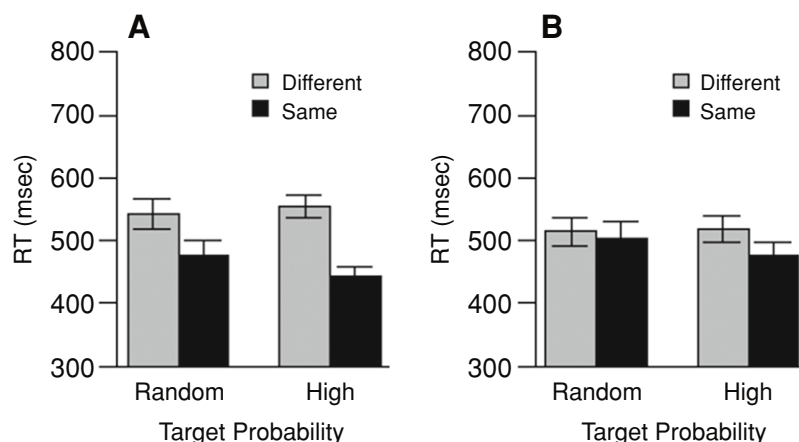 A
800
700
600
500
400
300
RT (msec)
Different
Same
Random High
Target Probability
B
800
700
600
500
400
300
RT (msec)
Different
Same
Random High
Target Probability